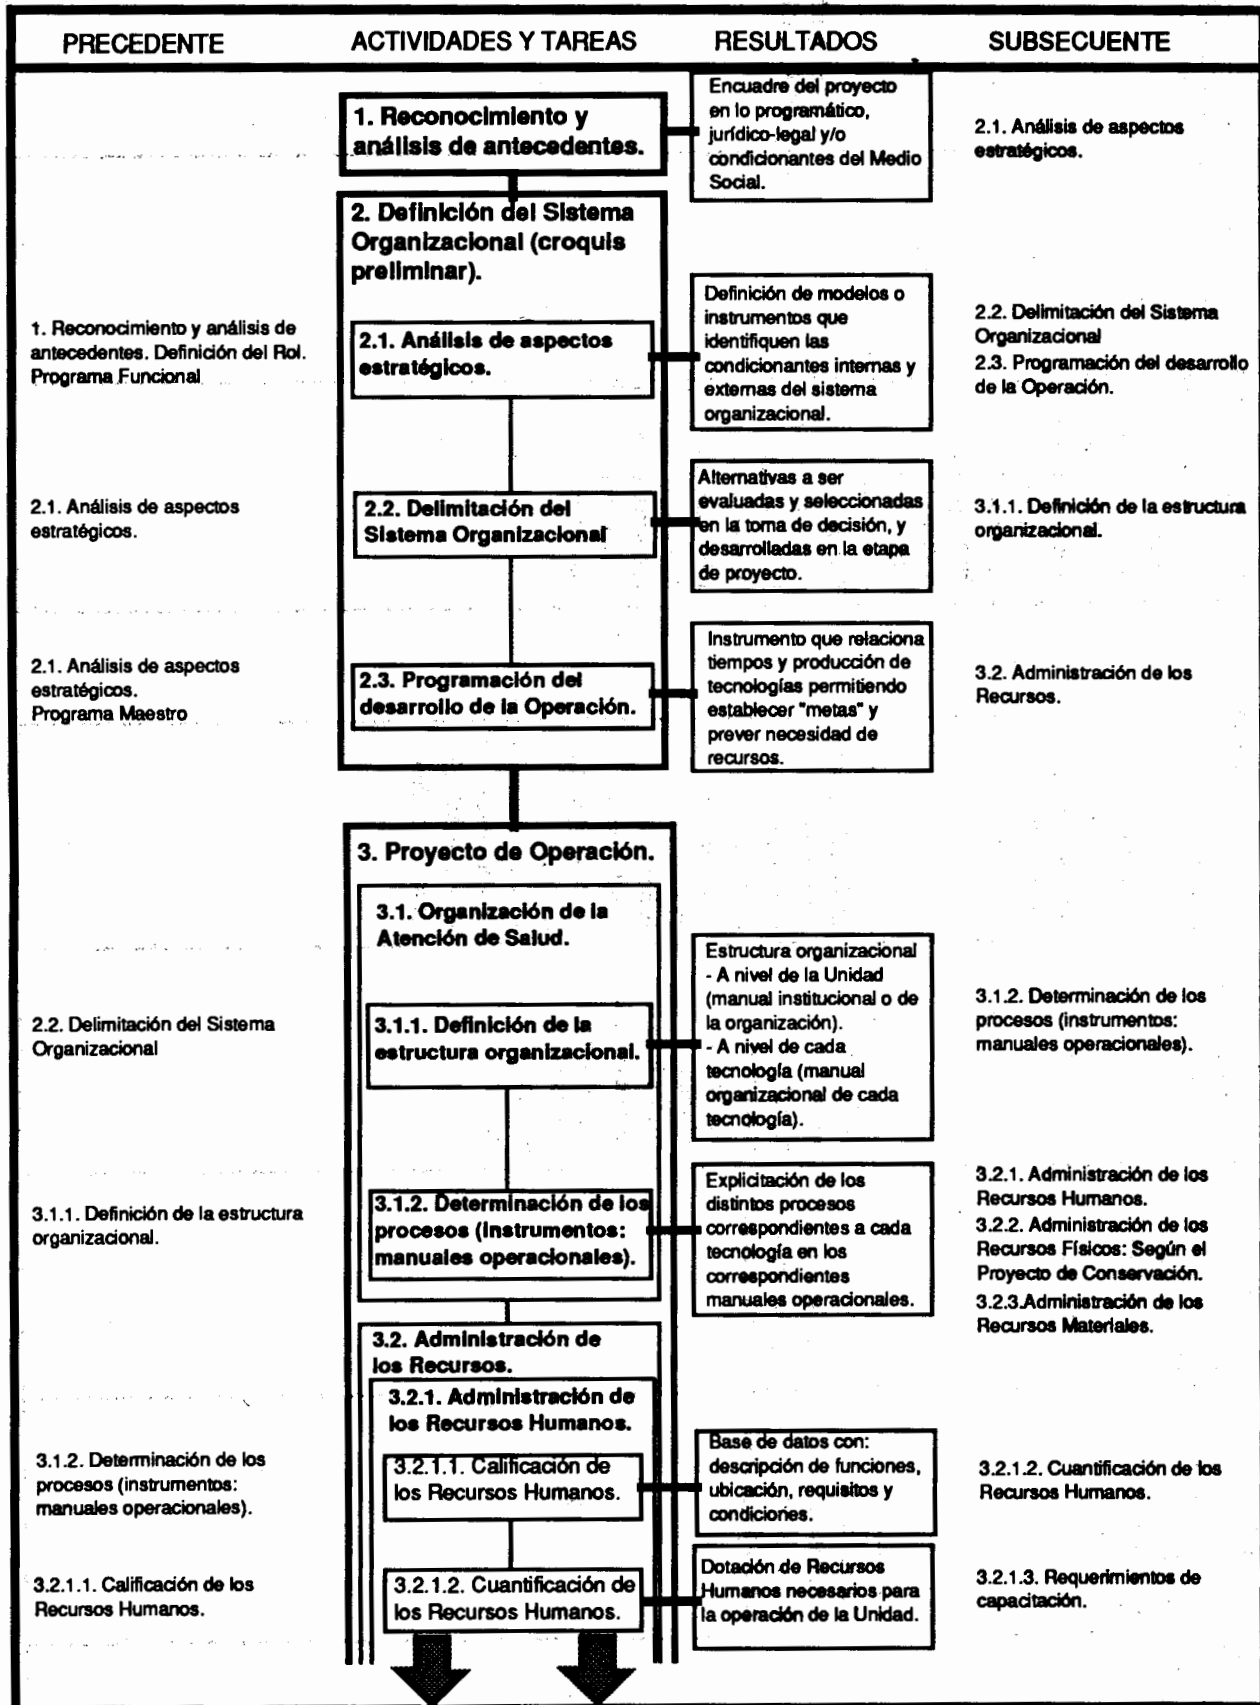 PRECEDENTE
ACTIVIDADES Y TAREAS
RESULTADOS
SUBSECUENTE
1. Reconocimiento y
análisis de antecedentes.
Encuadre del proyecto
en lo programático,
jurídico-legal y/o
condicionantes del Medio
Social.
2.1. Análisis de aspectos
estratégicos.
2. Definición del Sistema
Organizacional (croquis
preliminar).
1. Reconocimiento y análisis de
antecedentes. Definición del Rol.
Programa Funcional
2.1. Análisis de aspectos
estratégicos.
Definición de modelos o
instrumentos que
identifiquen las
condicionantes internas y
externas del sistema
organizacional.
2.2. Delimitación del Sistema
Organizacional
2.3. Programación del desarrollo
de la Operación.
2.1. Análisis de aspectos
estratégicos.
2.2. Delimitación del
Sistema Organizacional
Alternativas a ser
evaluadas y seleccionadas
en la toma de decisión, y
desarrolladas en la etapa
de proyecto.
3.1.1. Definición de la estructura
organizacional.
2.1. Análisis de aspectos
estratégicos.
Programa Maestro
2.3. Programación del
desarrollo de la Operación.
Instrumento que relaciona
tiempos y producción de
tecnologías permitiendo
establecer "metas" y
prever necesidad de
recursos.
3.2. Administración de los
Recursos.
3. Proyecto de Operación.
3.1. Organización de la
Atención de Salud.
2.2. Delimitación del Sistema
Organizacional
3.1.1. Definición de la
estructura organizacional.
Estructura organizacional
- A nivel de la Unidad
(manual institucional o de
la organización).
- A nivel de cada
tecnología (manual
organizacional de cada
tecnología).
3.1.2. Determinación de los
procesos (instrumentos:
manuales operacionales).
3.1.1. Definición de la estructura
organizacional.
3.1.2. Determinación de los
procesos (instrumentos:
manuales operacionales).
Explicitación de los
distintos procesos
correspondientes a cada
tecnología en los
correspondientes
manuales operacionales.
3.2.1. Administración de los
Recursos Humanos.
3.2.2. Administración de los
Recursos Físicos: Según el
Proyecto de Conservación.
3.2.3.Administración de los
Recursos Materiales.
3.2. Administración de
los Recursos.
3.2.1. Administración de
los Recursos Humanos.
3.1.2. Determinación de los
procesos (instrumentos:
manuales operacionales).
3.2.1.1. Calificación de
los Recursos Humanos.
Base de datos con:
descripción de funciones,
ubicación, requisitos y
condiciones.
3.2.1.2. Cuantificación de los
Recursos Humanos.
3.2.1.1. Calificación de los
Recursos Humanos.
3.2.1.2. Cuantificación de
los Recursos Humanos.
Dotación de Recursos
Humanos necesarios para
la operación de la Unidad.
3.2.1.3. Requerimientos de
capacitación.